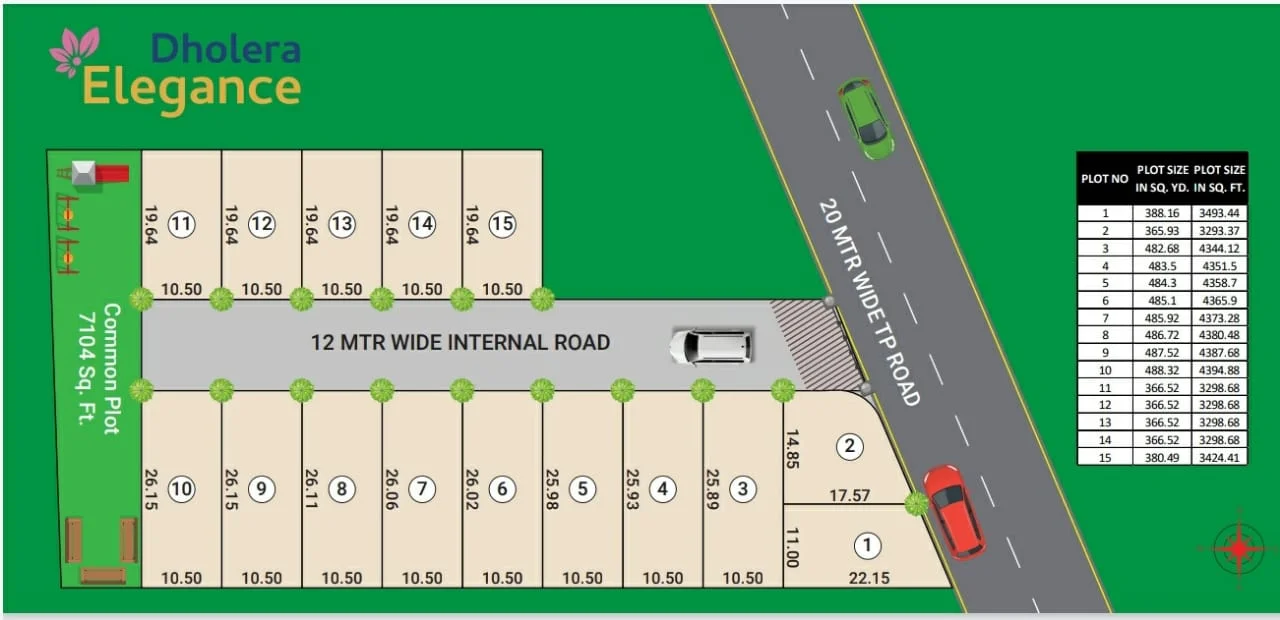 Dholera
Elegance
11
12
13
14
15
19.64
19.64
19.64
19.64
19.64
10.50
10.50
10.50
10.50
10.50
Common Plot
7104 Sq. Ft.
12 MTR WIDE INTERNAL ROAD
20 MTR WIDE TP ROAD
10
9
8
7
6
5
4
3
26.15
26.15
26.11
26.06
26.02
25.98
25.93
25.89
10.50
10.50
10.50
10.50
10.50
10.50
10.50
10.50
2
14.85
17.57
1
11.00
22.15
PLOT NO PLOT SIZE IN SQ. YD. PLOT SIZE IN SQ. FT.
1 388.16 3493.44
2 365.93 3293.37
3 482.68 4344.12
4 483.5 4351.5
5 484.3 4358.7
6 485.1 4365.9
7 485.92 4373.28
8 486.72 4380.48
9 487.52 4387.68
10 488.32 4394.88
11 366.52 3298.68
12 366.52 3298.68
13 366.52 3298.68
14 366.52 3298.68
15 380.49 3424.41